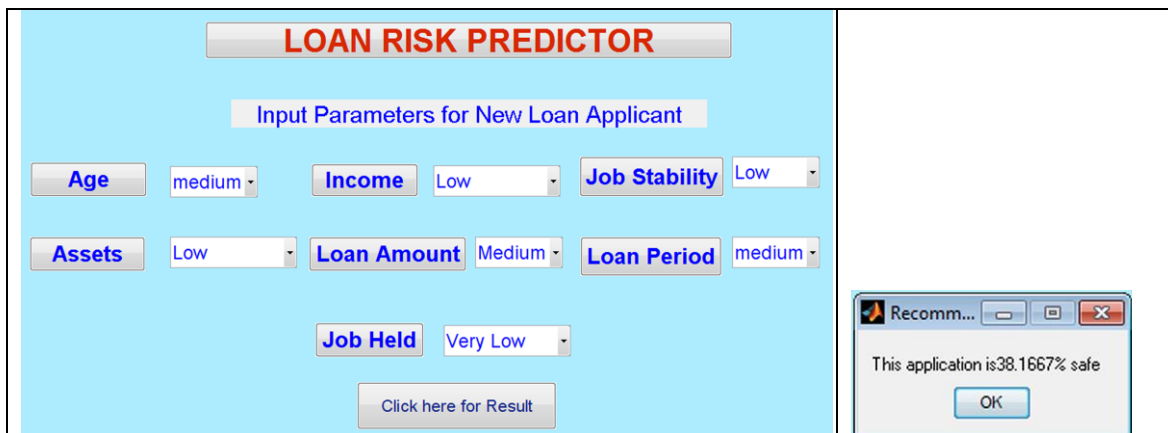 LOAN RISK PREDICTOR
Input Parameters for New Loan Applicant
Age medium Income Low Job Stability Low
Assets Low Loan Amount Medium Loan Period medium
Job Held Very Low
Click here for Result
Recomm...
This application is38.1667% safe
OK